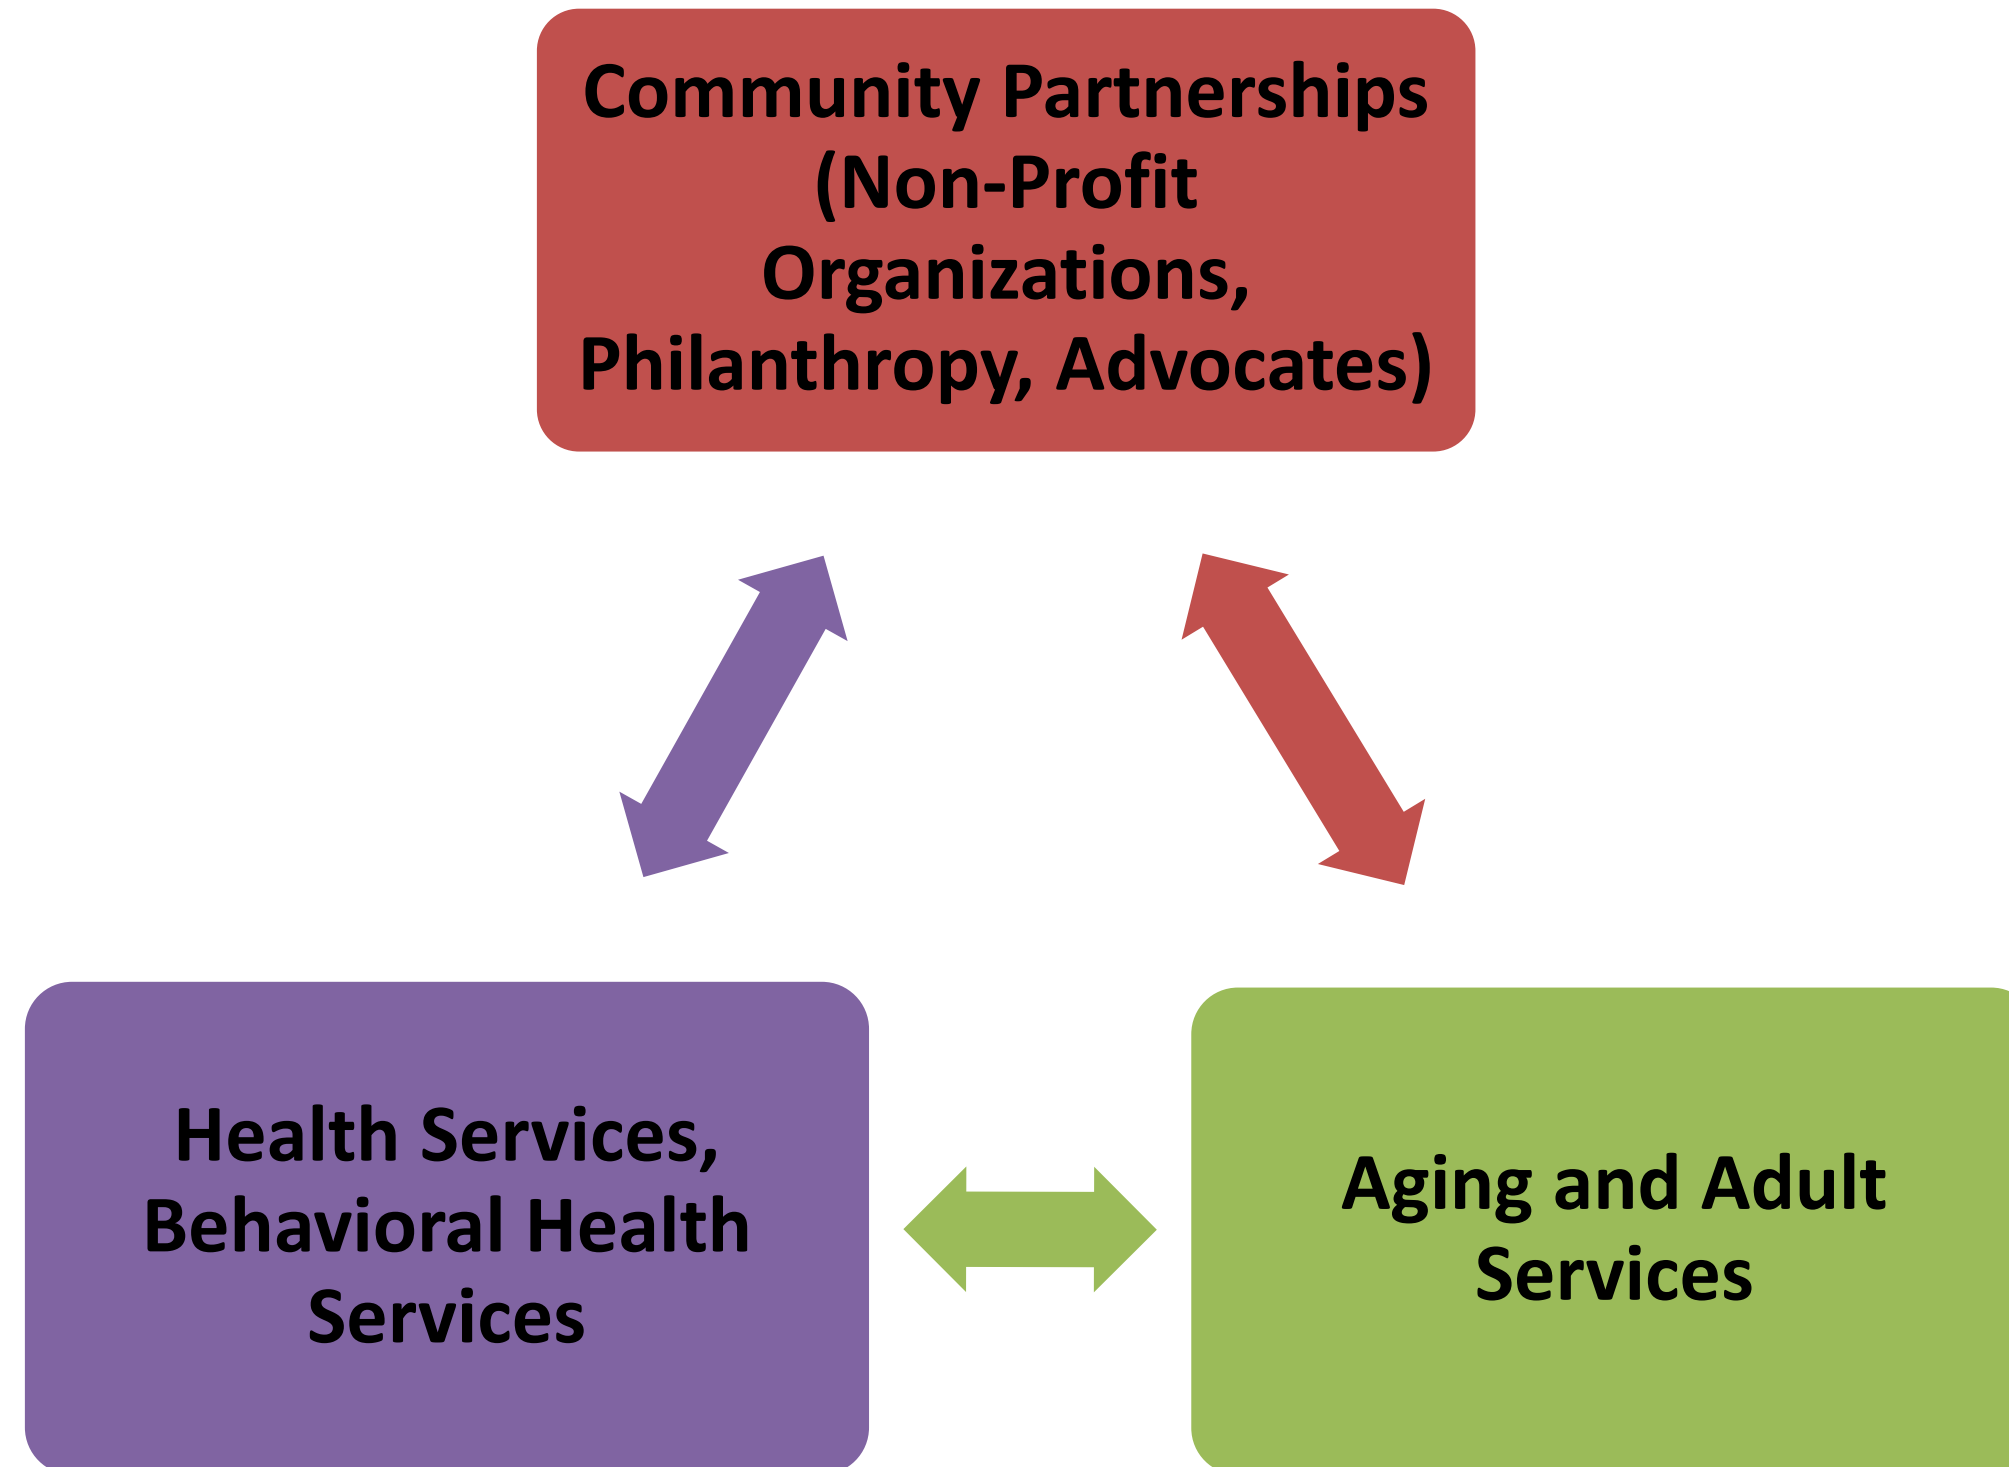 Community Partnerships
(Non-Profit
Organizations,
Philanthropy, Advocates)
Health Services,
Behavioral Health
Services
Aging and Adult
Services